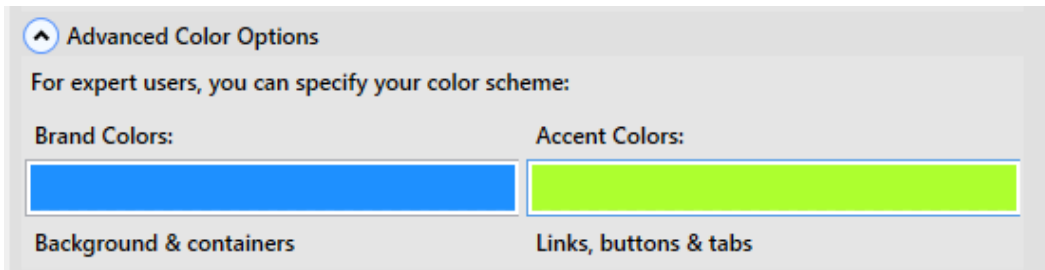 Advanced Color Options
For expert users, you can specify your color scheme:
Brand Colors:
Accent Colors:
Background & containers
Links, buttons & tabs